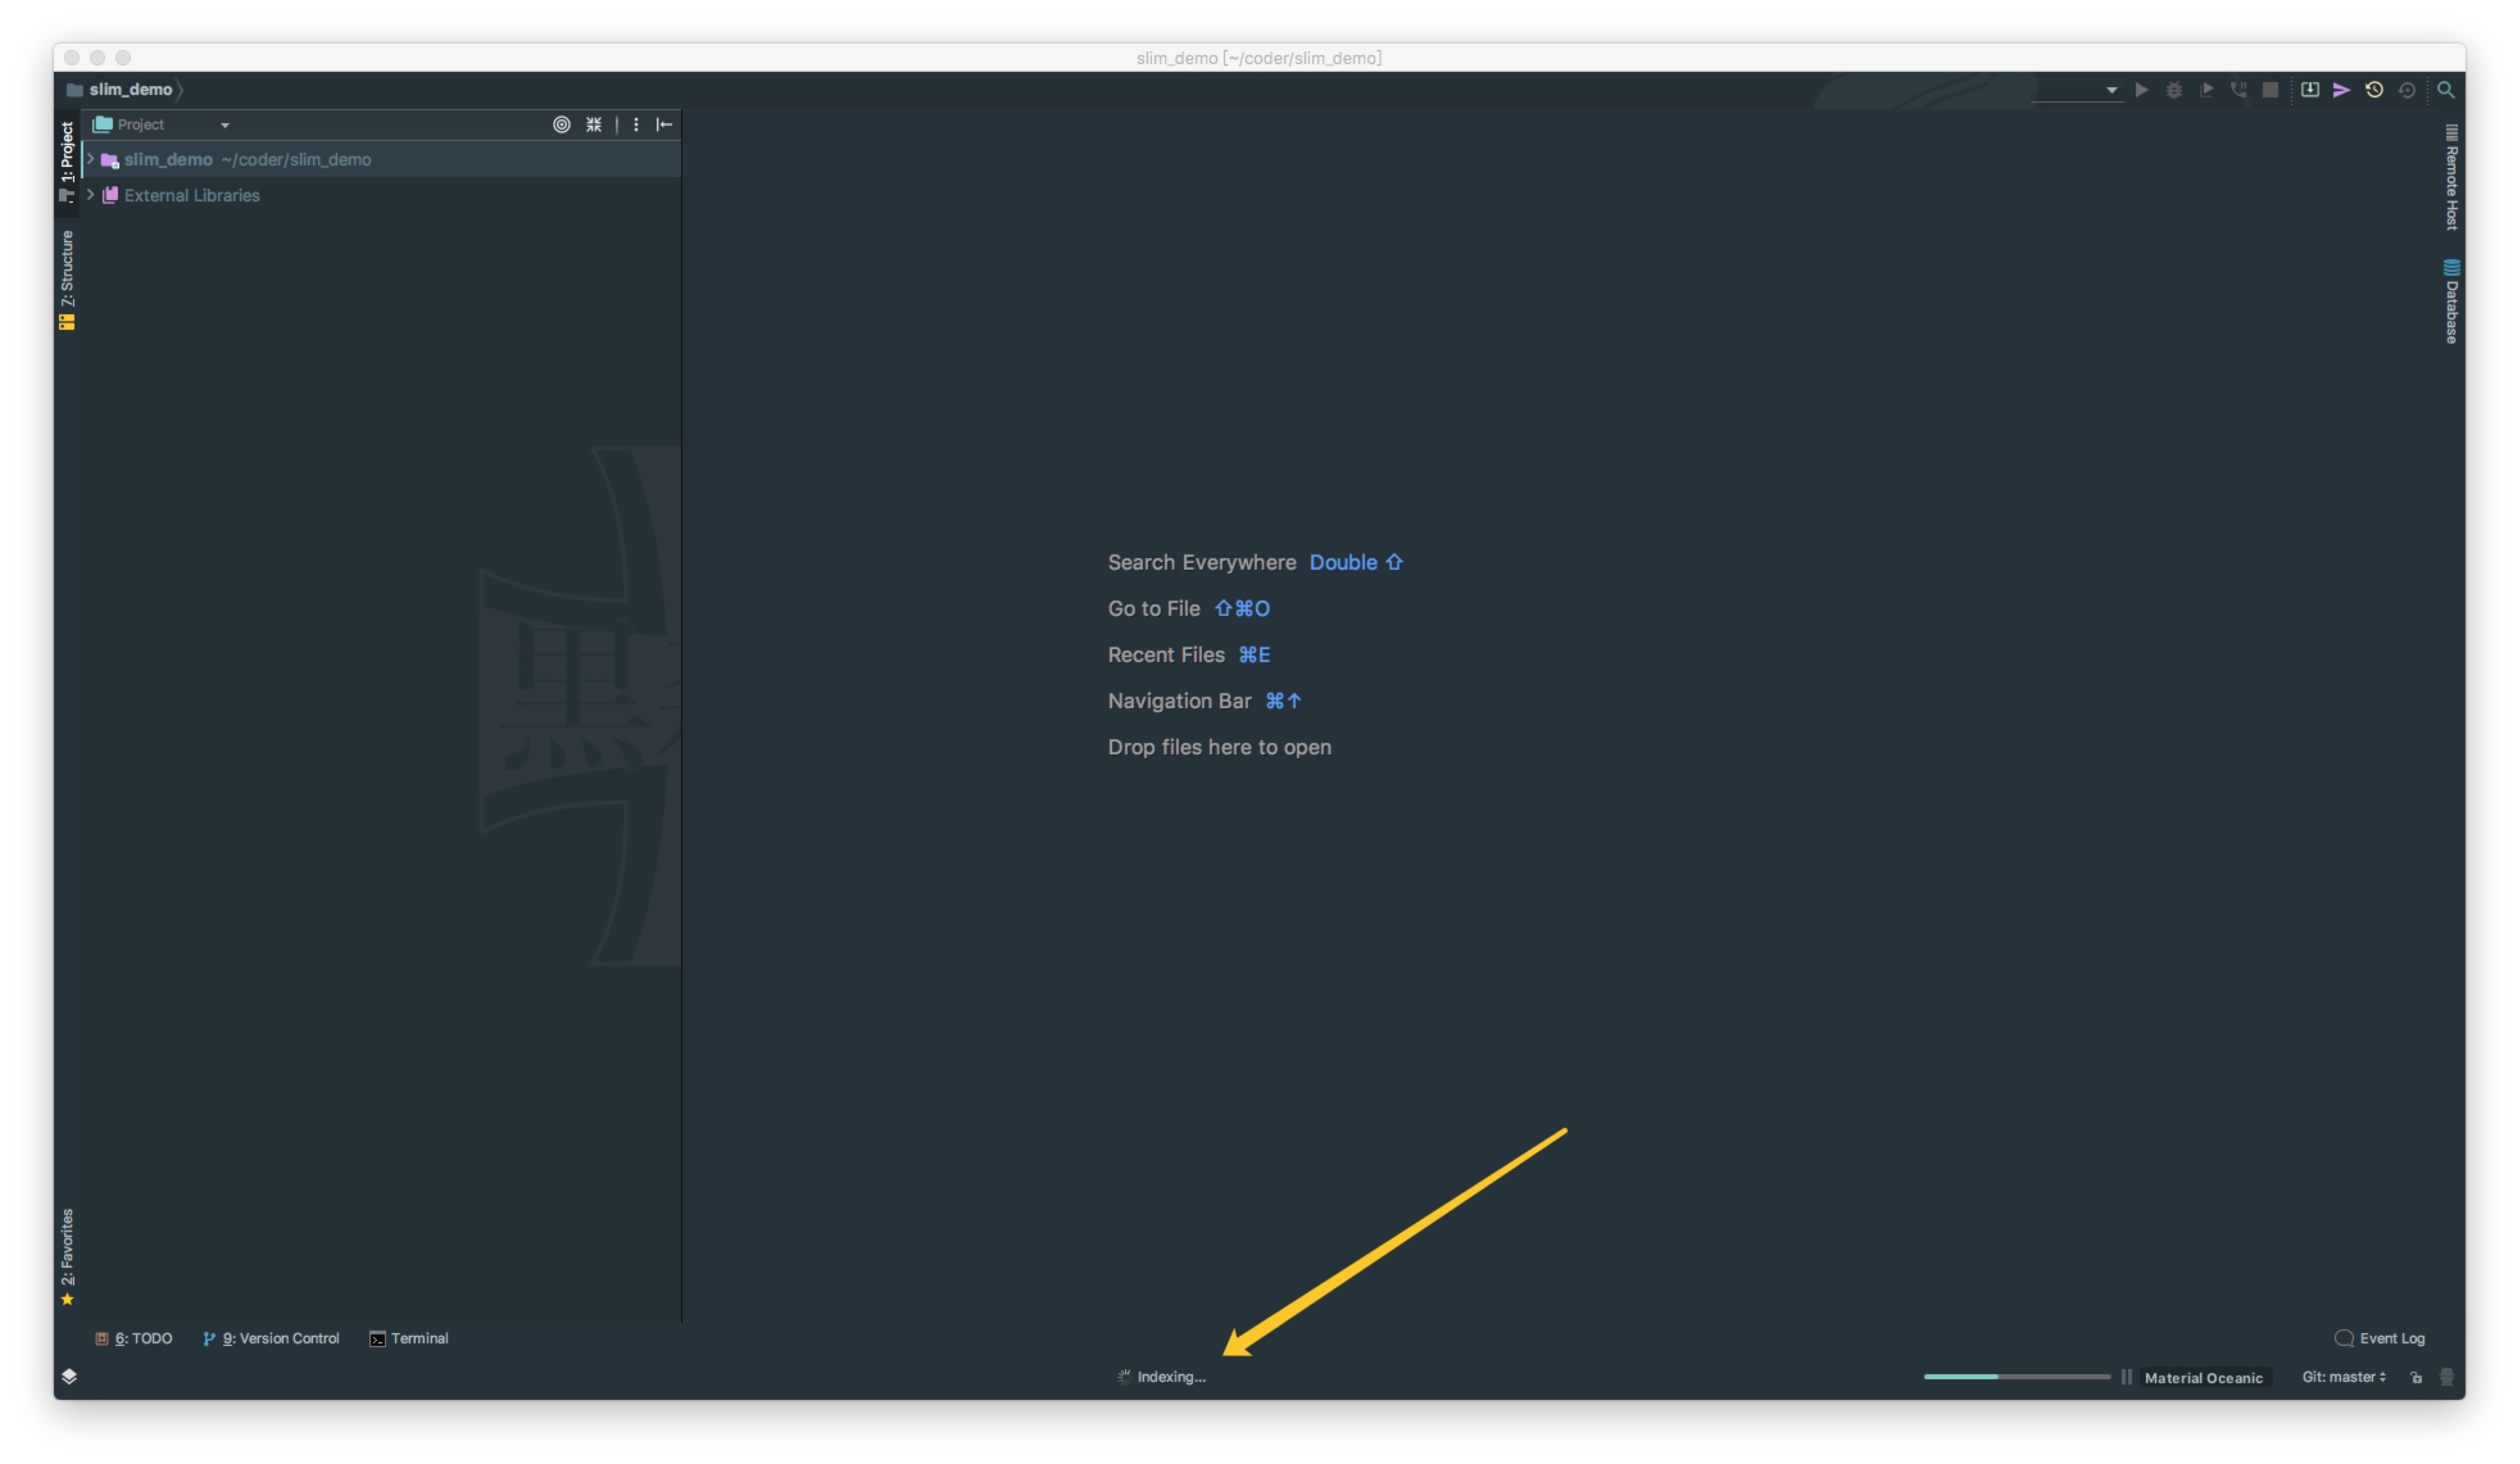 slim_demo [~/coder/slim_demo]
slim_demo
Project
slim_demo ~/coder/slim_demo
External Libraries
1: Project
7: Structure
2: Favorites
Remote Host
Database
黑
Search Everywhere Double ⇧
Go to File ⇧⌘O
Recent Files ⌘E
Navigation Bar ⌘↑
Drop files here to open
6: TODO
9: Version Control
Terminal
Event Log
Indexing...
Material Oceanic
Git: master